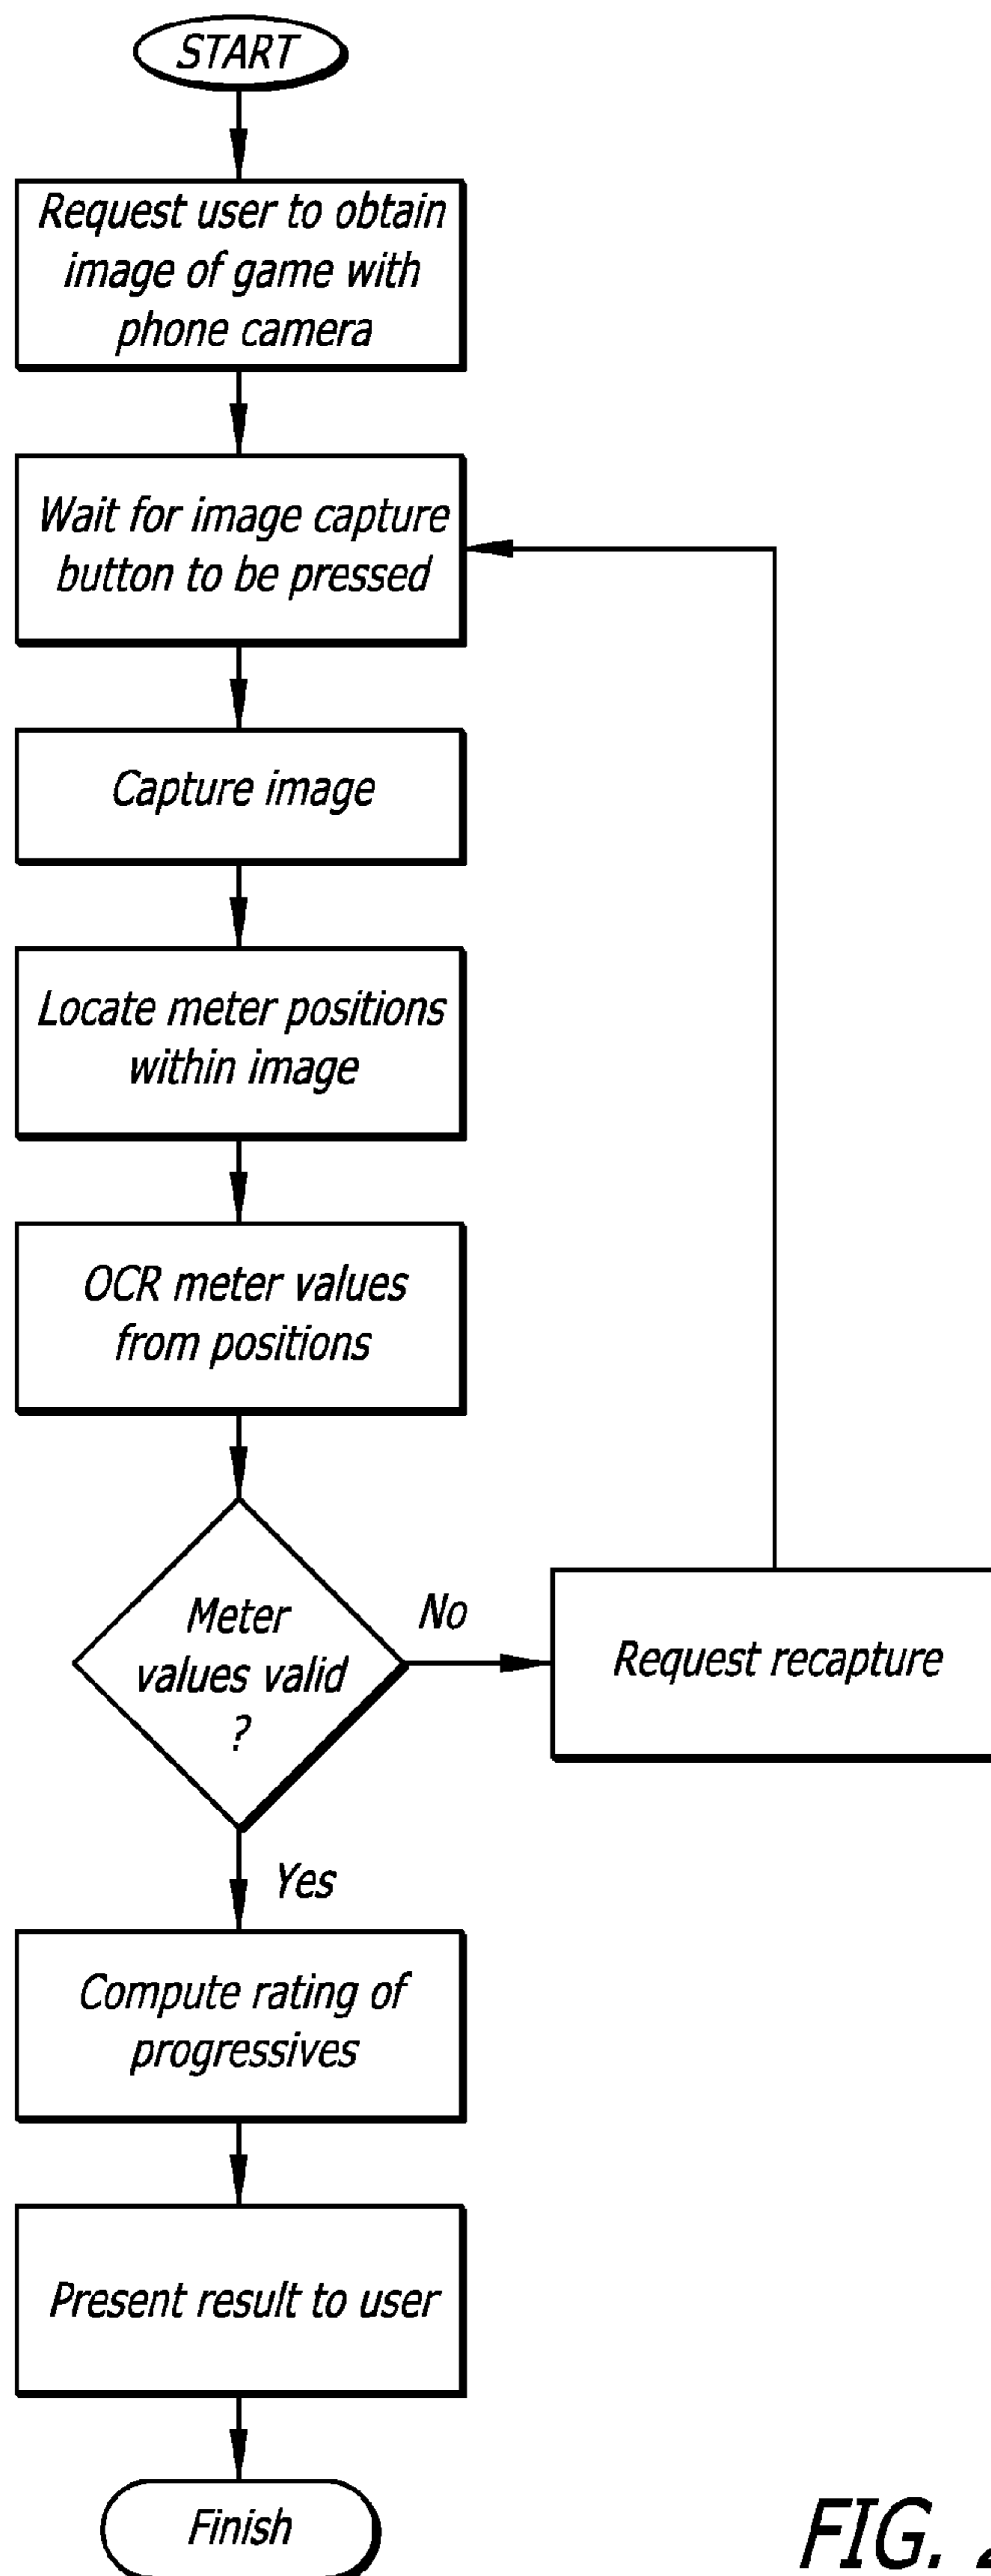 START
Request user to obtain
image of game with
phone camera
Wait for image capture
button to be pressed
Capture image
Locate meter positions
within image
OCR meter values
from positions
Meter
values valid
?
No
Request recapture
Yes
Compute rating of
progressives
Present result to user
Finish
FIG.